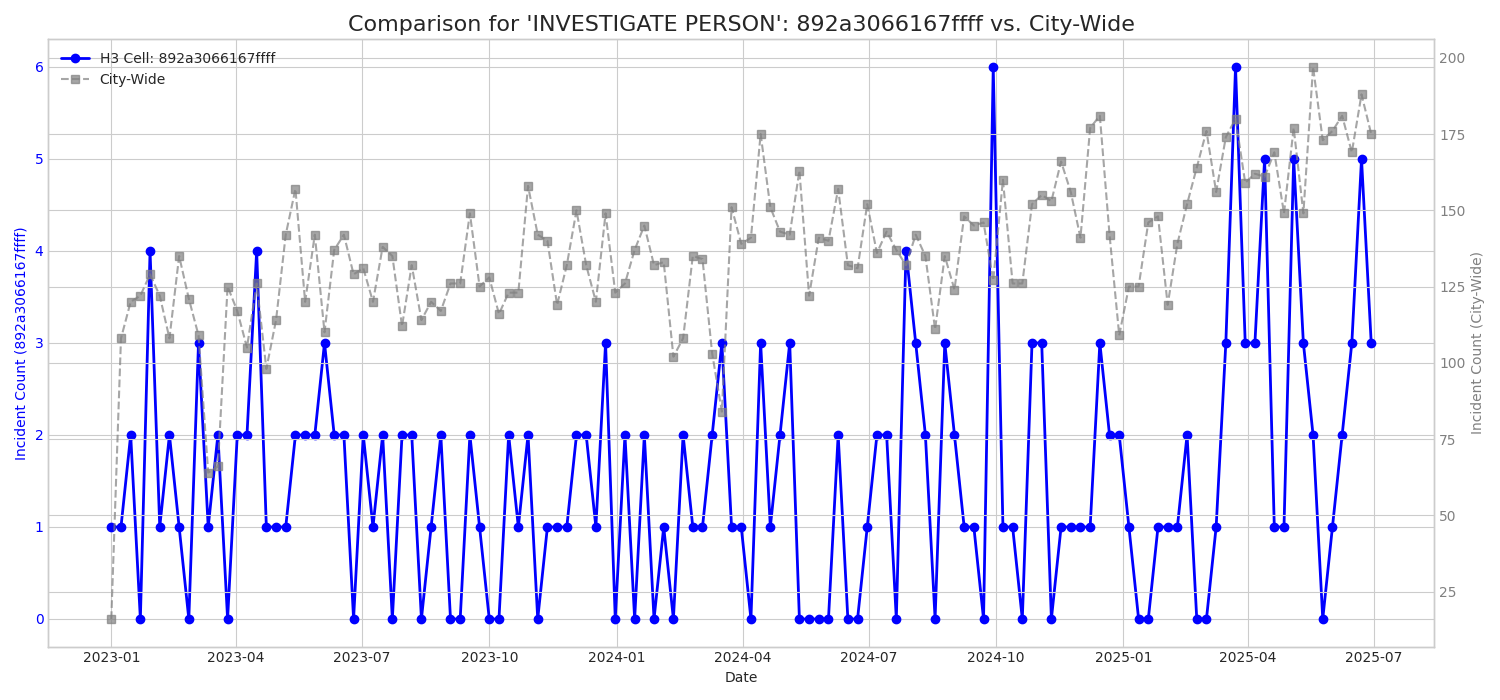 Comparison for 'INVESTIGATE PERSON': 892a3066167ffff vs. City-Wide
H3 Cell: 892a3066167ffff
City-Wide
Incident Count (892a3066167ffff)
6
5
4
3
2
1
0
200
175
150
125
100
75
50
25
Incident Count (City-Wide)
2023-01 2023-04 2023-07 2023-10 2024-01 2024-04 2024-07 2024-10 2025-01 2025-04 2025-07
Date